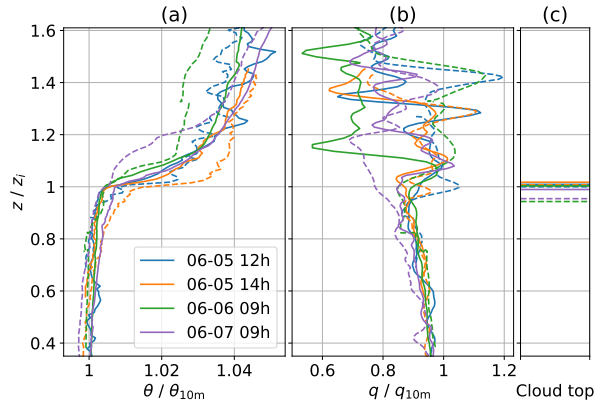 (a) (b) (c)
1.6
1.4
1.2
1
0.8
0.6
0.4
z / z_i
06-05 12h
06-05 14h
06-06 09h
06-07 09h
1 1.02 1.04 0.6 0.8 1 1.2
θ / θ_10m q / q_10m Cloud top